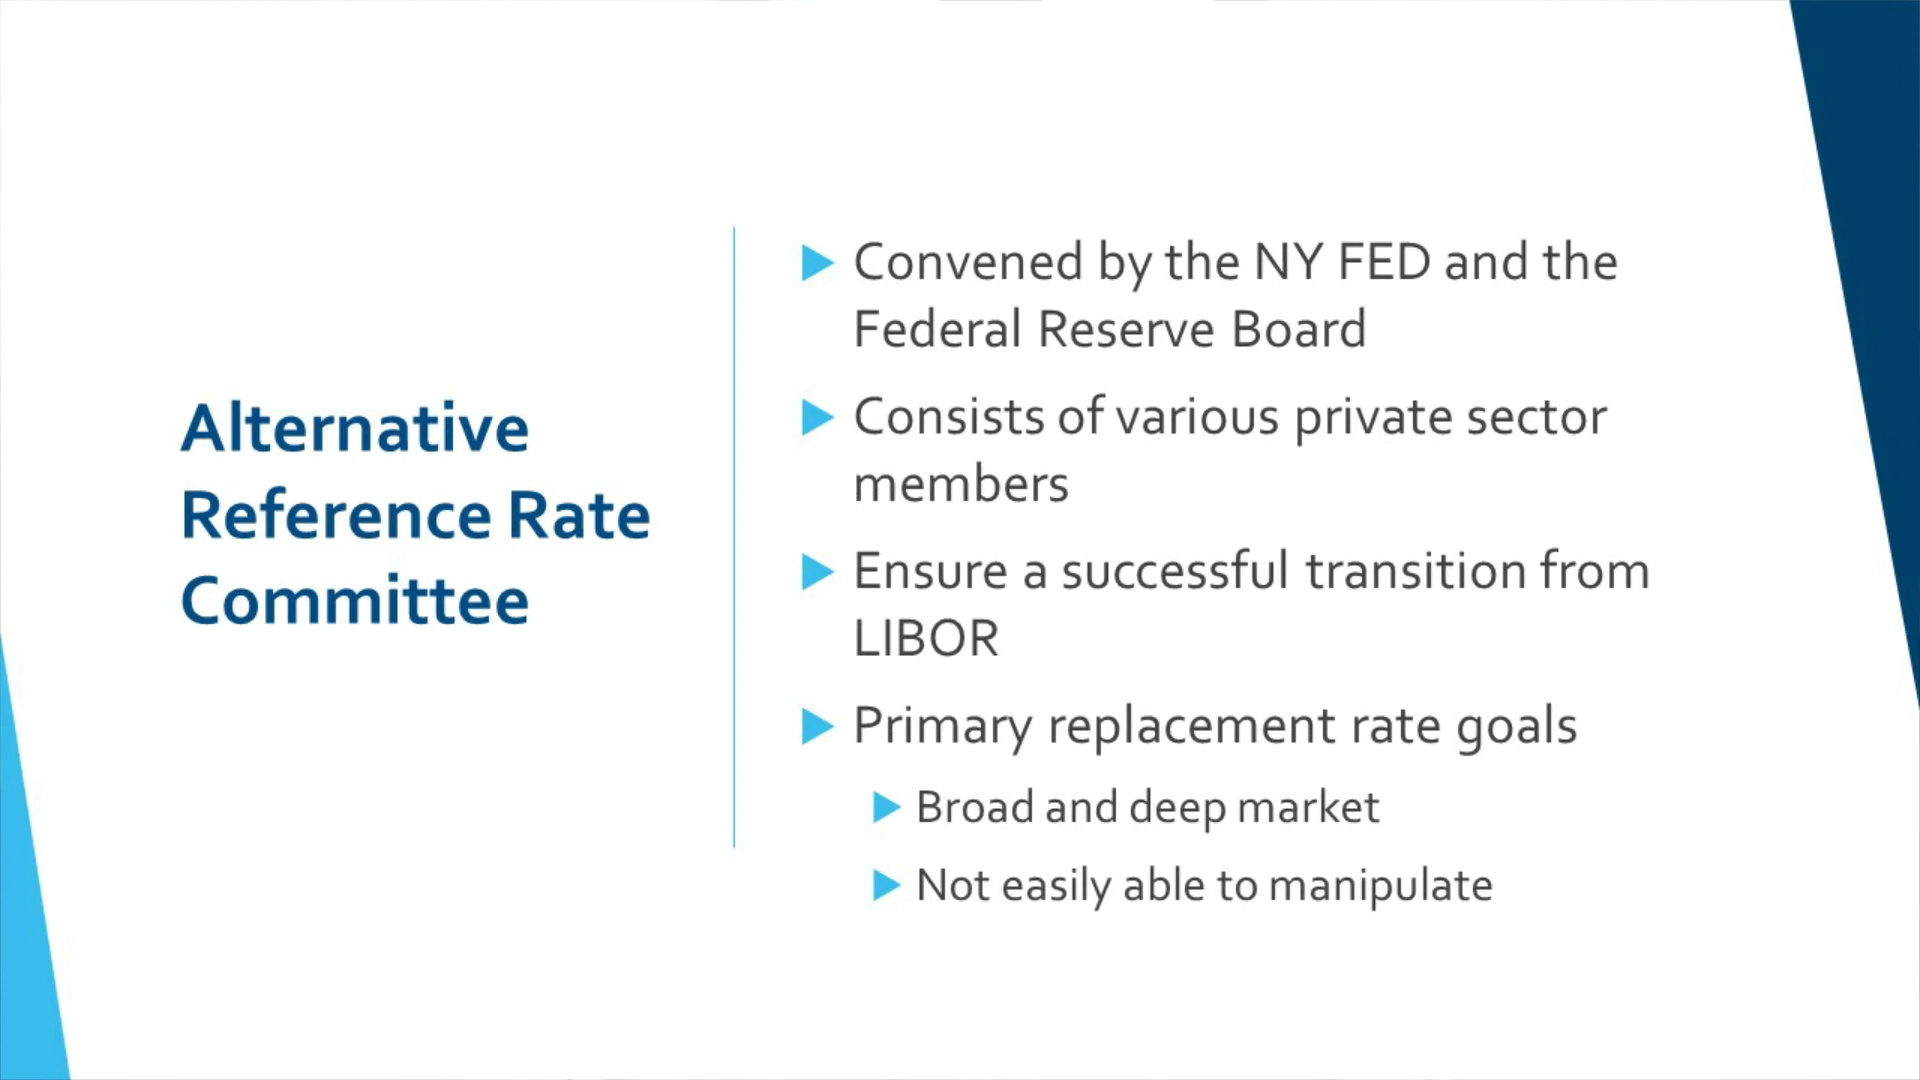 Alternative
Reference Rate
Committee
Convened by the NY FED and the
Federal Reserve Board
Consists of various private sector
members
Ensure a successful transition from
LIBOR
Primary replacement rate goals
Broad and deep market
Not easily able to manipulate